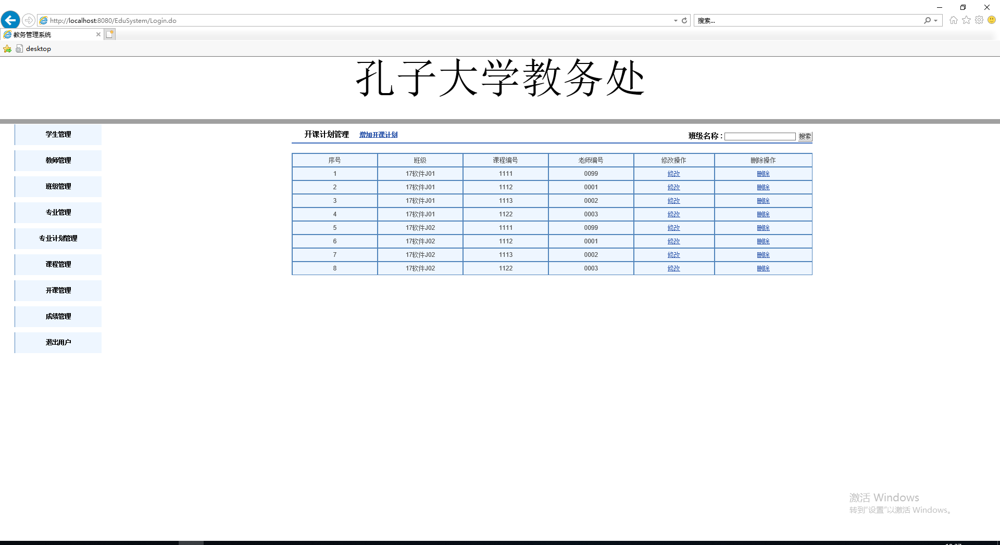 http://localhost:8080/EduSystem/Login.do
搜索...
教务管理系统
desktop
孔子大学教务处
学生管理
教师管理
班级管理
专业管理
专业计划管理
课程管理
开课管理
成绩管理
退出用户
开课计划管理 增加开课计划 班级名称 : 搜索
序号 班级 课程编号 老师编号 修改操作 删除操作
1 17软件J01 1111 0099 修改 删除
2 17软件J01 1112 0001 修改 删除
3 17软件J01 1113 0002 修改 删除
4 17软件J01 1122 0003 修改 删除
5 17软件J02 1111 0099 修改 删除
6 17软件J02 1112 0001 修改 删除
7 17软件J02 1113 0002 修改 删除
8 17软件J02 1122 0003 修改 删除
激活 Windows
转到"设置"以激活 Windows。